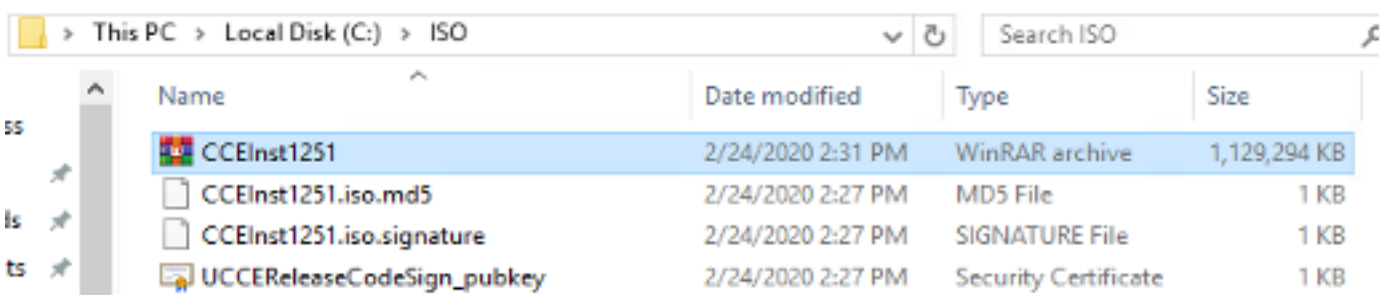 This PC > Local Disk (C:) > ISO Search ISO
Name Date modified Type Size
ss
CCEInst1251 2/24/2020 2:31 PM WinRAR archive 1,129,294 KB
CCEInst1251.iso.md5 2/24/2020 2:27 PM MD5 File 1 KB
ls CCEInst1251.iso.signature 2/24/2020 2:27 PM SIGNATURE File 1 KB
ts UCCEReleaseCodeSign_pubkey 2/24/2020 2:27 PM Security Certificate 1 KB